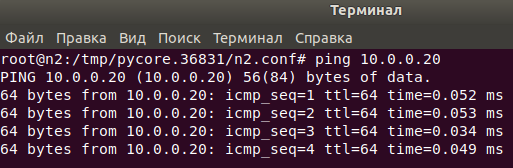 Терминал
Файл Правка Вид Поиск Терминал Справка
root@n2:/tmp/pycore.36831/n2.conf# ping 10.0.0.20
PING 10.0.0.20 (10.0.0.20) 56(84) bytes of data.
64 bytes from 10.0.0.20: icmp_seq=1 ttl=64 time=0.052 ms
64 bytes from 10.0.0.20: icmp_seq=2 ttl=64 time=0.053 ms
64 bytes from 10.0.0.20: icmp_seq=3 ttl=64 time=0.034 ms
64 bytes from 10.0.0.20: icmp_seq=4 ttl=64 time=0.049 ms